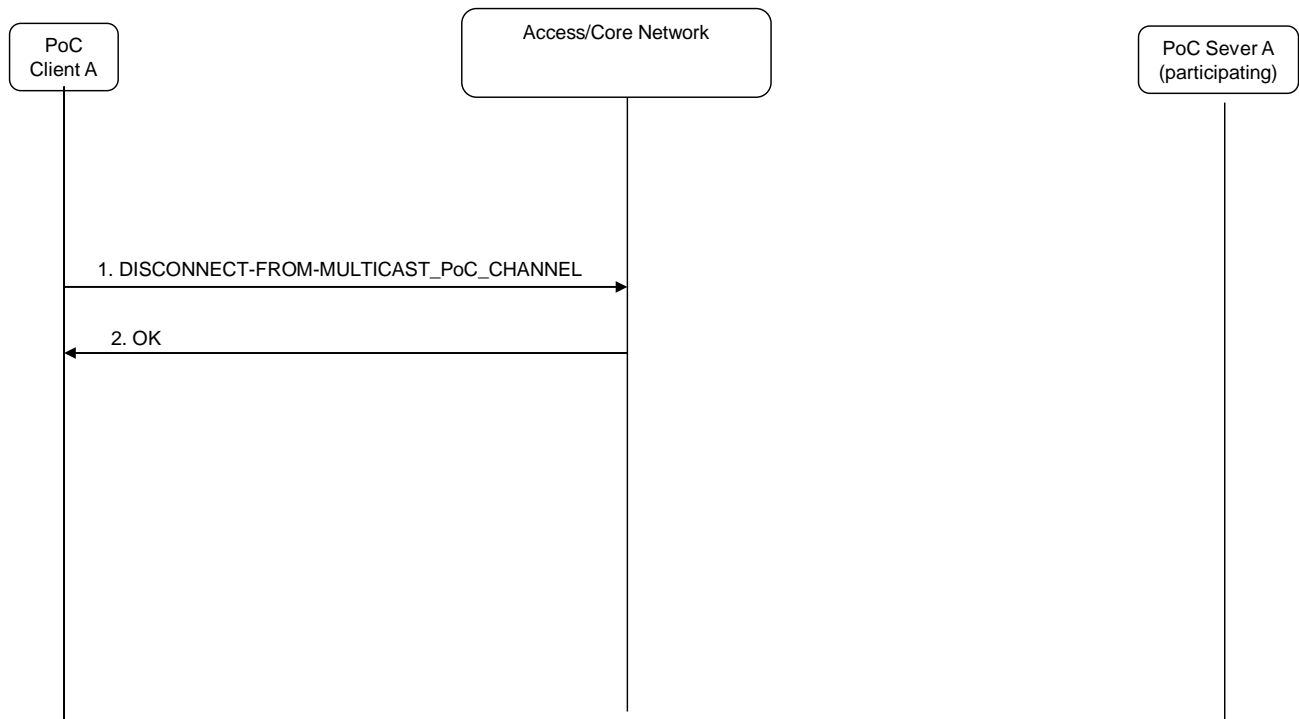 PoC
Client A
Access/Core Network
PoC Sever A
(participating)
1. DISCONNECT-FROM-MULTICAST_PoC_CHANNEL
2. OK